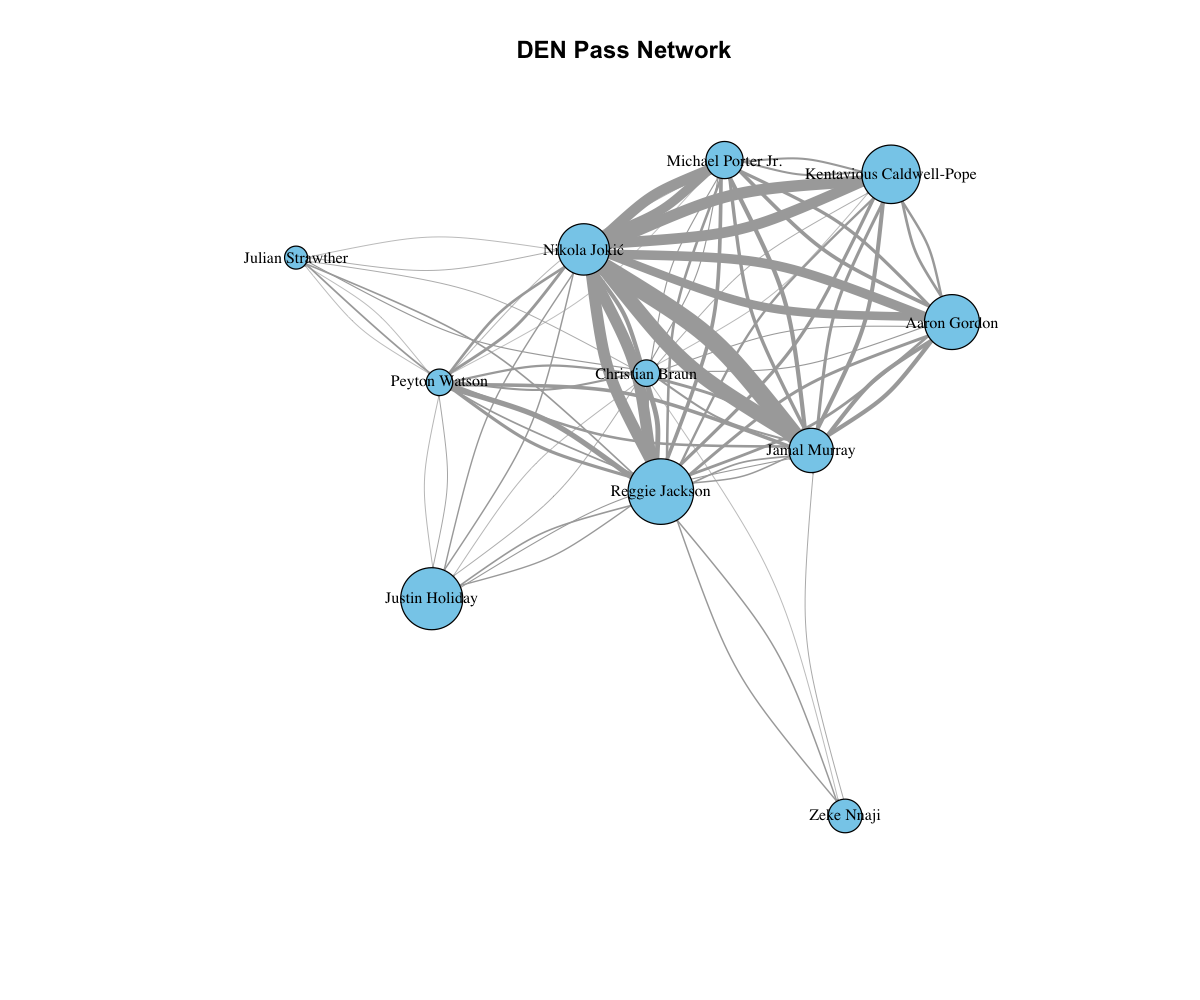 DEN Pass Network
Michael Porter Jr.
Kentavious Caldwell-Pope
Nikola Jokić
Julian Strawther
Aaron Gordon
Christian Braun
Peyton Watson
Jamal Murray
Reggie Jackson
Justin Holiday
Zeke Nnaji